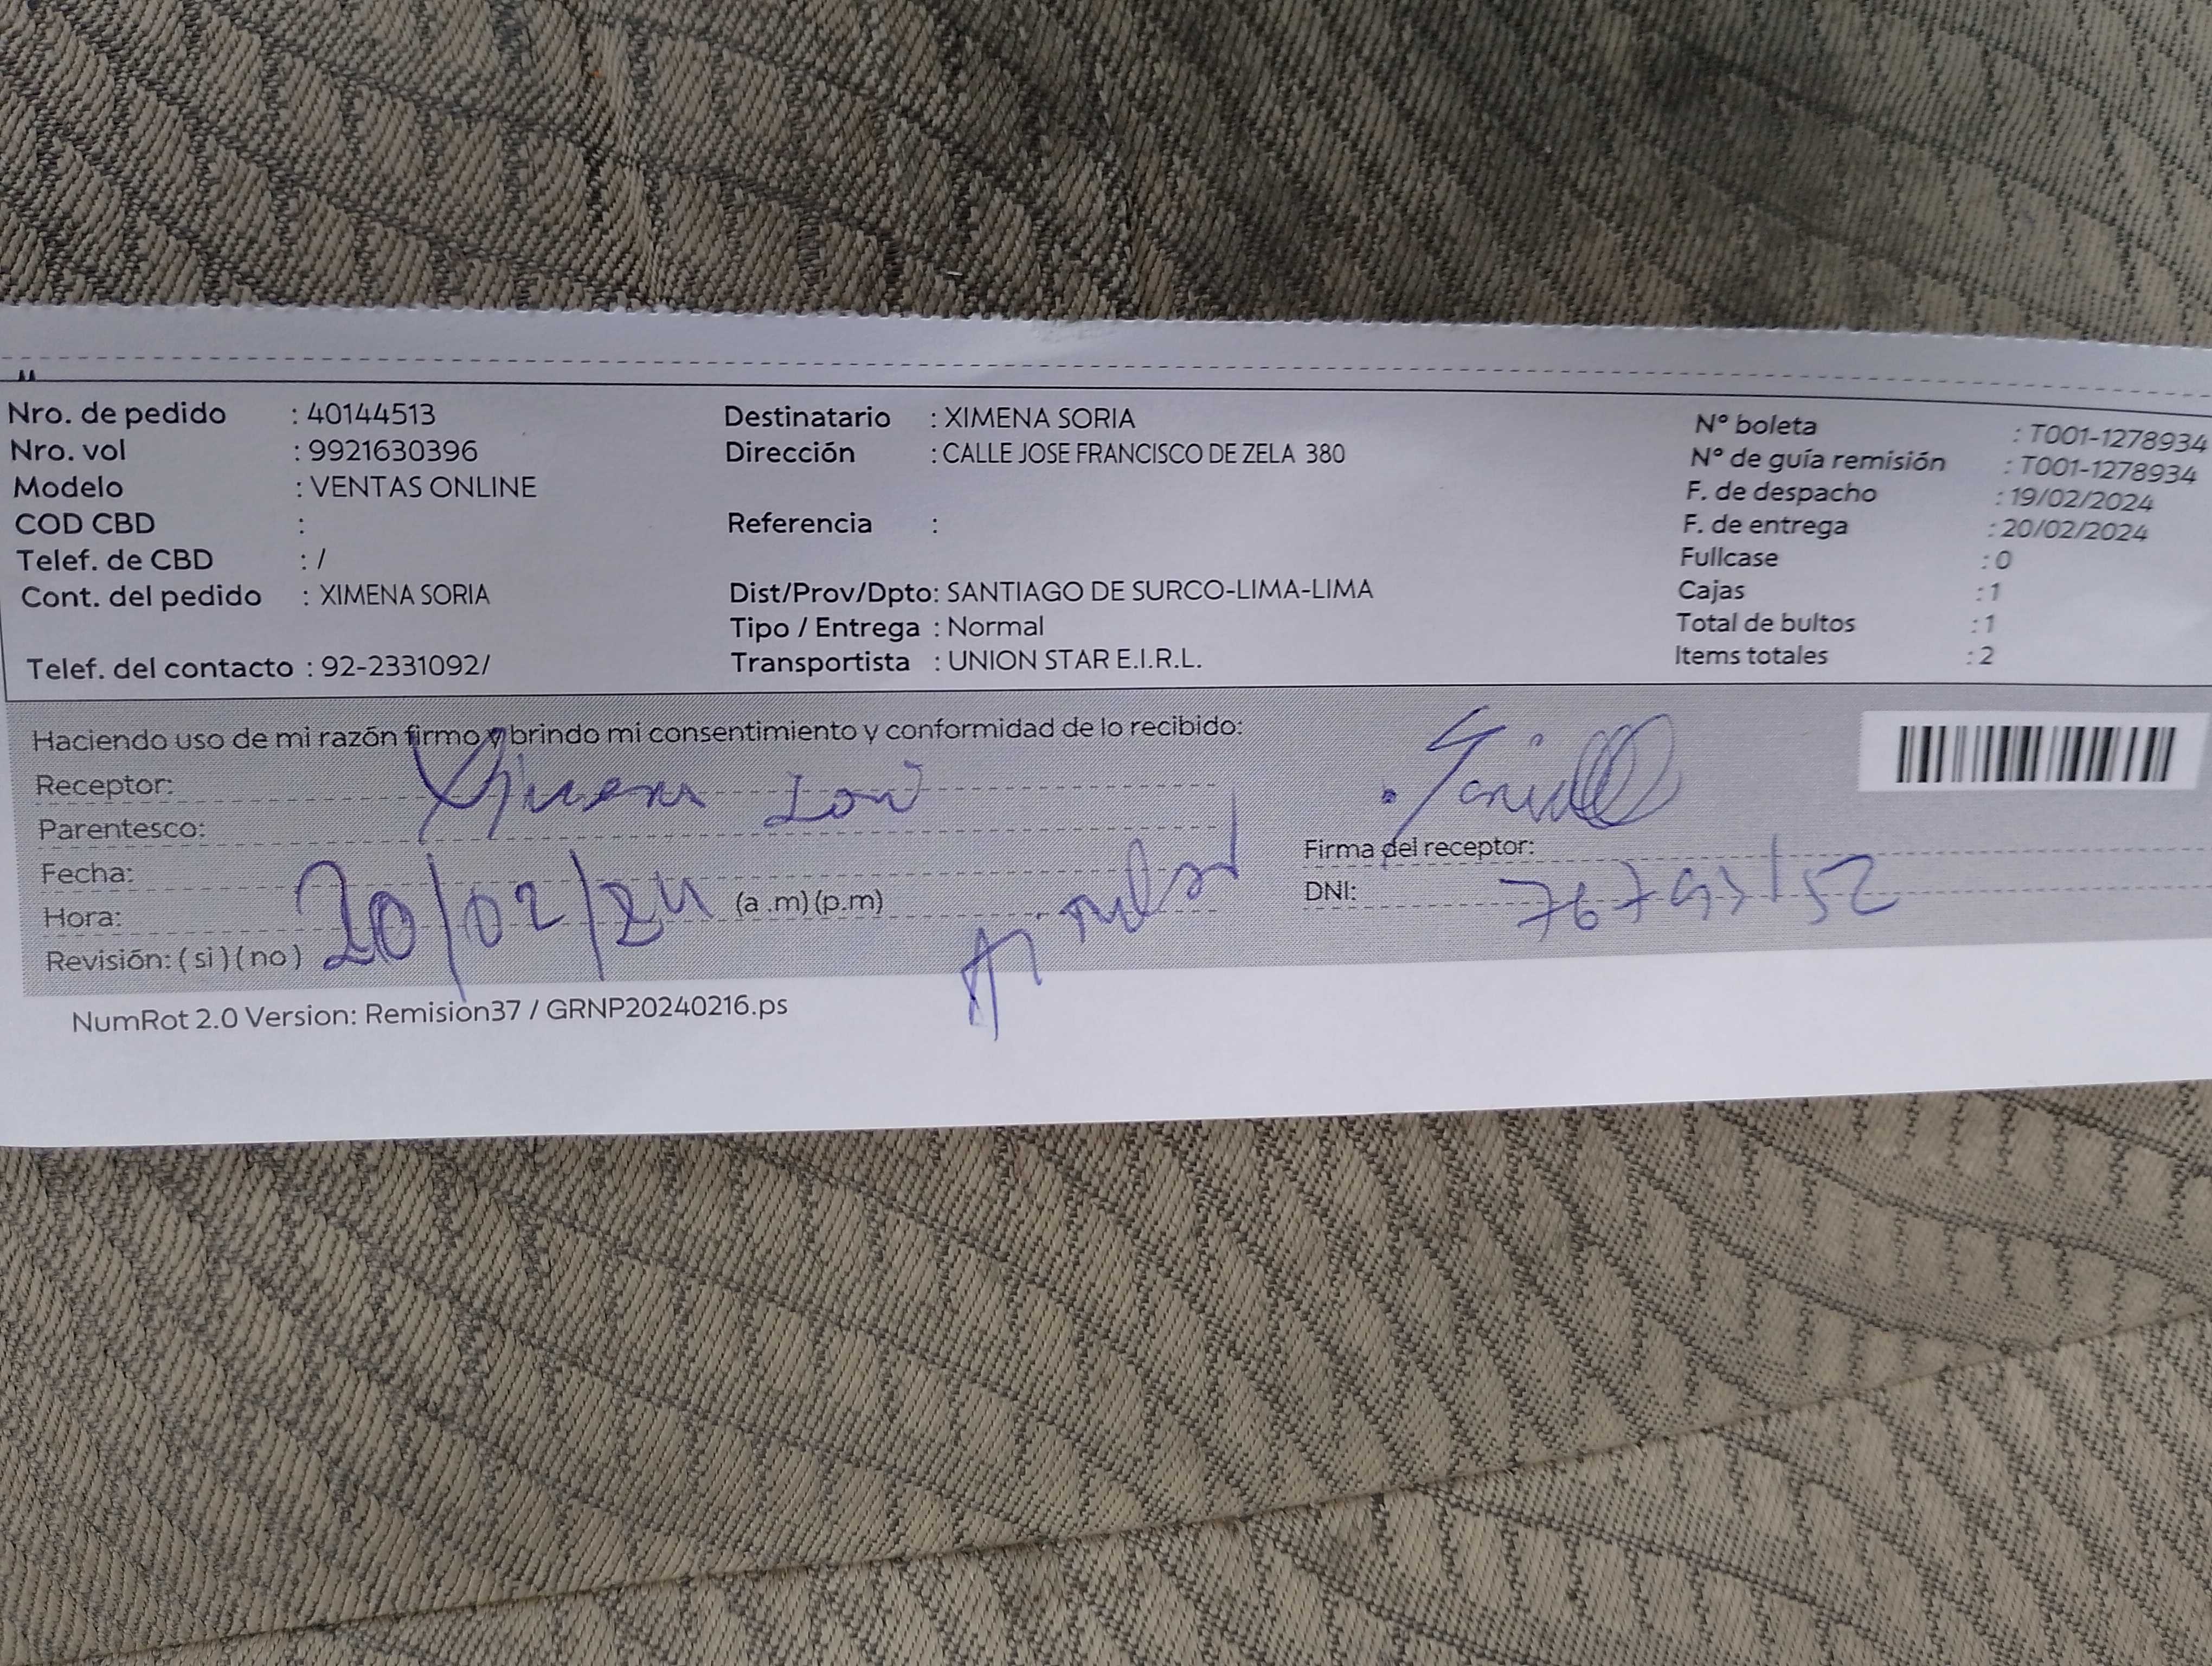 Nro. de pedido : 40144513
Nro. vol : 9921630396
Modelo : VENTAS ONLINE
COD CBD :
Telef. de CBD : /
Cont. del pedido : XIMENA SORIA
Telef. del contacto : 92-2331092/
Destinatario : XIMENA SORIA
Dirección : CALLE JOSE FRANCISCO DE ZELA 380
Referencia :
Dist/Prov/Dpto: SANTIAGO DE SURCO-LIMA-LIMA
Tipo / Entrega : Normal
Transportista : UNION STAR E.I.R.L.
N° boleta : T001-1278934
N° de guía remisión : T001-1278934
F. de despacho : 19/02/2024
F. de entrega : 20/02/2024
Fullcase : 0
Cajas : 1
Total de bultos : 1
Items totales : 2
Haciendo uso de mi razón firmo y brindo mi consentimiento y conformidad de lo recibido:
Receptor: Ximena
Parentesco:
Fecha: 20/02/24
Hora: (a .m) (p.m)
Revisión: ( si ) ( no )
Firma del receptor:
DNI:
NumRot 2.0 Version: Remision37 / GRNP20240216.ps